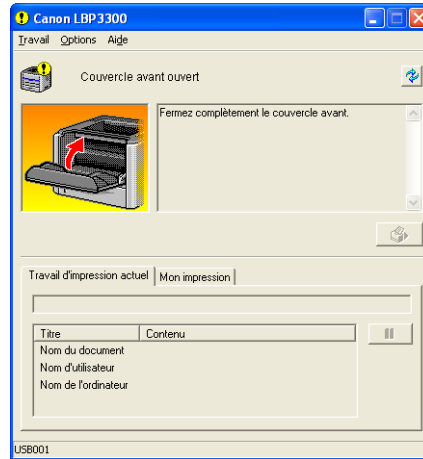 Canon LBP3300
Travail Options Aide
Couvercle avant ouvert
Fermez complètement le couvercle avant.
Travail d'impression actuel Mon impression
Titre Contenu
Nom du document
Nom d'utilisateur
Nom de l'ordinateur
USB001